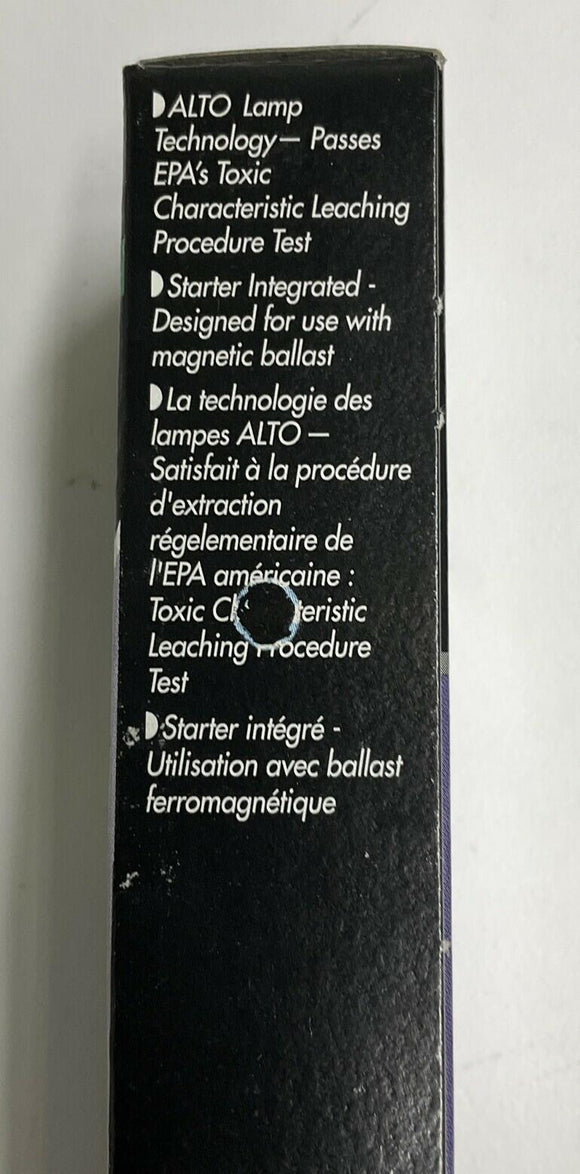 ALTO Lamp
Technology— Passes
EPA's Toxic
Characteristic Leaching
Procedure Test
Starter Integrated -
Designed for use with
magnetic ballast
La technologie des
lampes ALTO —
Satisfait à la procédure
d'extraction
régelementaire de
l'EPA américaine :
Toxic
Leaching Procedure
Test
Starter intégré -
Utilisation avec ballast
ferromagnétique